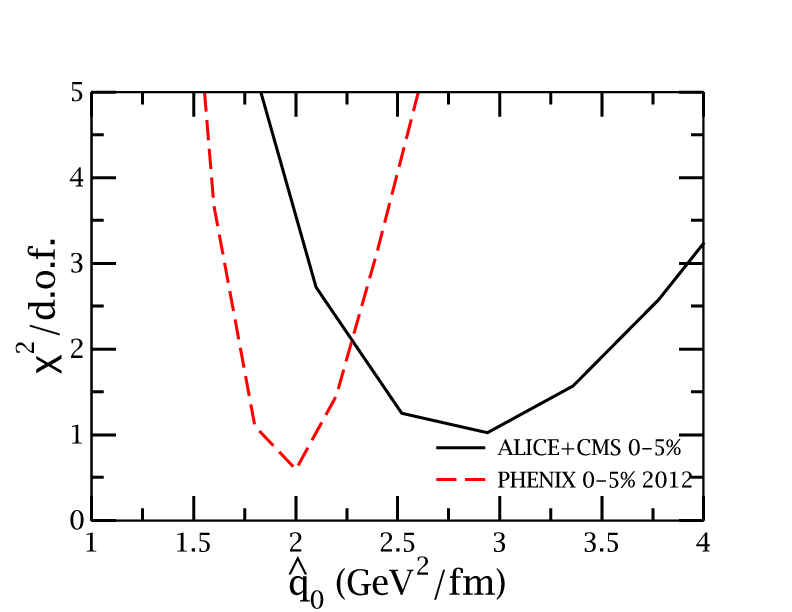 5
4
3
2
1
0
χ²/d.o.f.
ALICE+CMS 0–5%
PHENIX 0–5% 2012
1 1.5 2 2.5 3 3.5 4
q̂₀ (GeV²/fm)